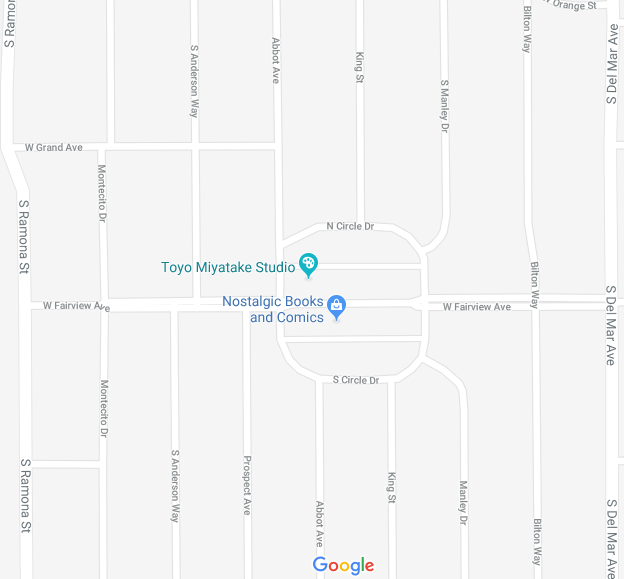 S Ramona St
S Anderson Way
Abbot Ave
King St
S Manley Dr
Bilton Way
W Orange St
S Del Mar Ave
W Grand Ave
Montecito Dr
S Ramona St
N Circle Dr
Toyo Miyatake Studio
Bilton Way
Nostalgic Books
and Comics
W Fairview Ave
W Fairview Ave
S Del Mar Ave
Montecito Dr
S Circle Dr
S Ramona St
S Anderson Way
Prospect Ave
Abbot Ave
King St
Manley Dr
Bilton Way
S Del Mar Ave
Google